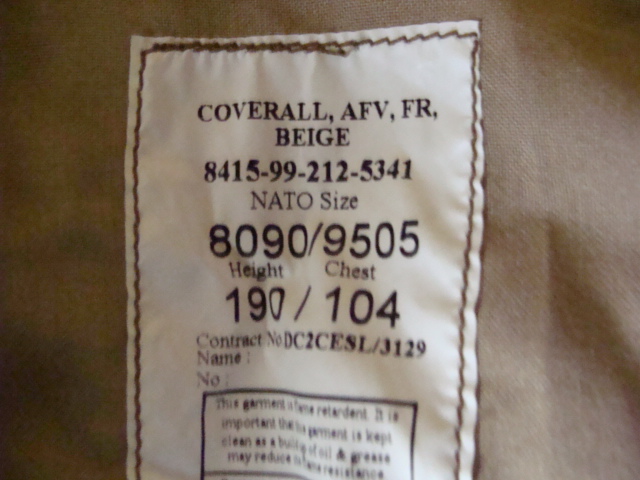 COVERALL, AFV, FR,
BEIGE
8415-99-212-5341
NATO Size
8090/9505
Height Chest
190 / 104
Contract No DC2CESL/3129
Name :
No :
This garment is flame retardent. It is
important that this garment is kept
clean as a build up of oil & grease
may reduce its flame resistance